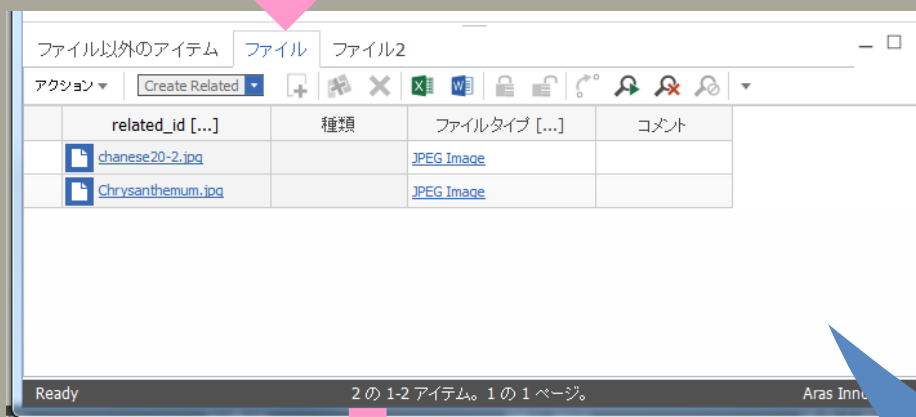 ファイル以外のアイテム ファイル ファイル2
アクション Create Related
related_id [...] 種類 ファイルタイプ [...] コメント
chanese20-2.jpg JPEG Image
Chrysanthemum.jpg JPEG Image
Ready 2 の 1-2 アイテム。1 の 1 ページ。 Aras